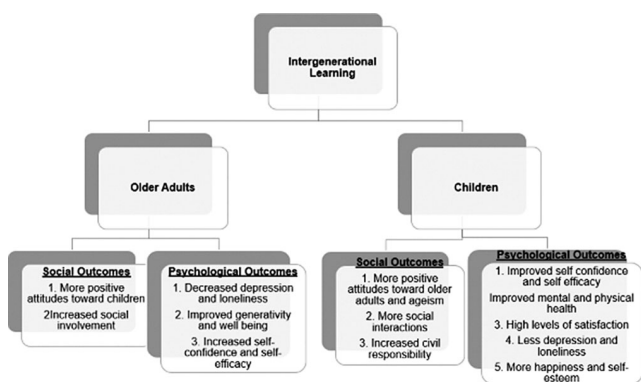 Intergenerational
Learning
Older Adults
Children
Social Outcomes
1. More positive
attitudes toward children
2Increased social
involvement
Psychological Outcomes
1. Decreased depression
and loneliness
2. Improved generativity
and well being
3. Increased self-
confidence and self-
efficacy
Social Outcomes
1. More positive
attitudes toward older
adults and ageism
2. More social
interactions
3. Increased civil
responsibility
Psychological Outcomes
1. Improved self confidence
and self efficacy
Improved mental and physical
health
3. High levels of satisfaction
4. Less depression and
loneliness
5. More happiness and self-
esteem